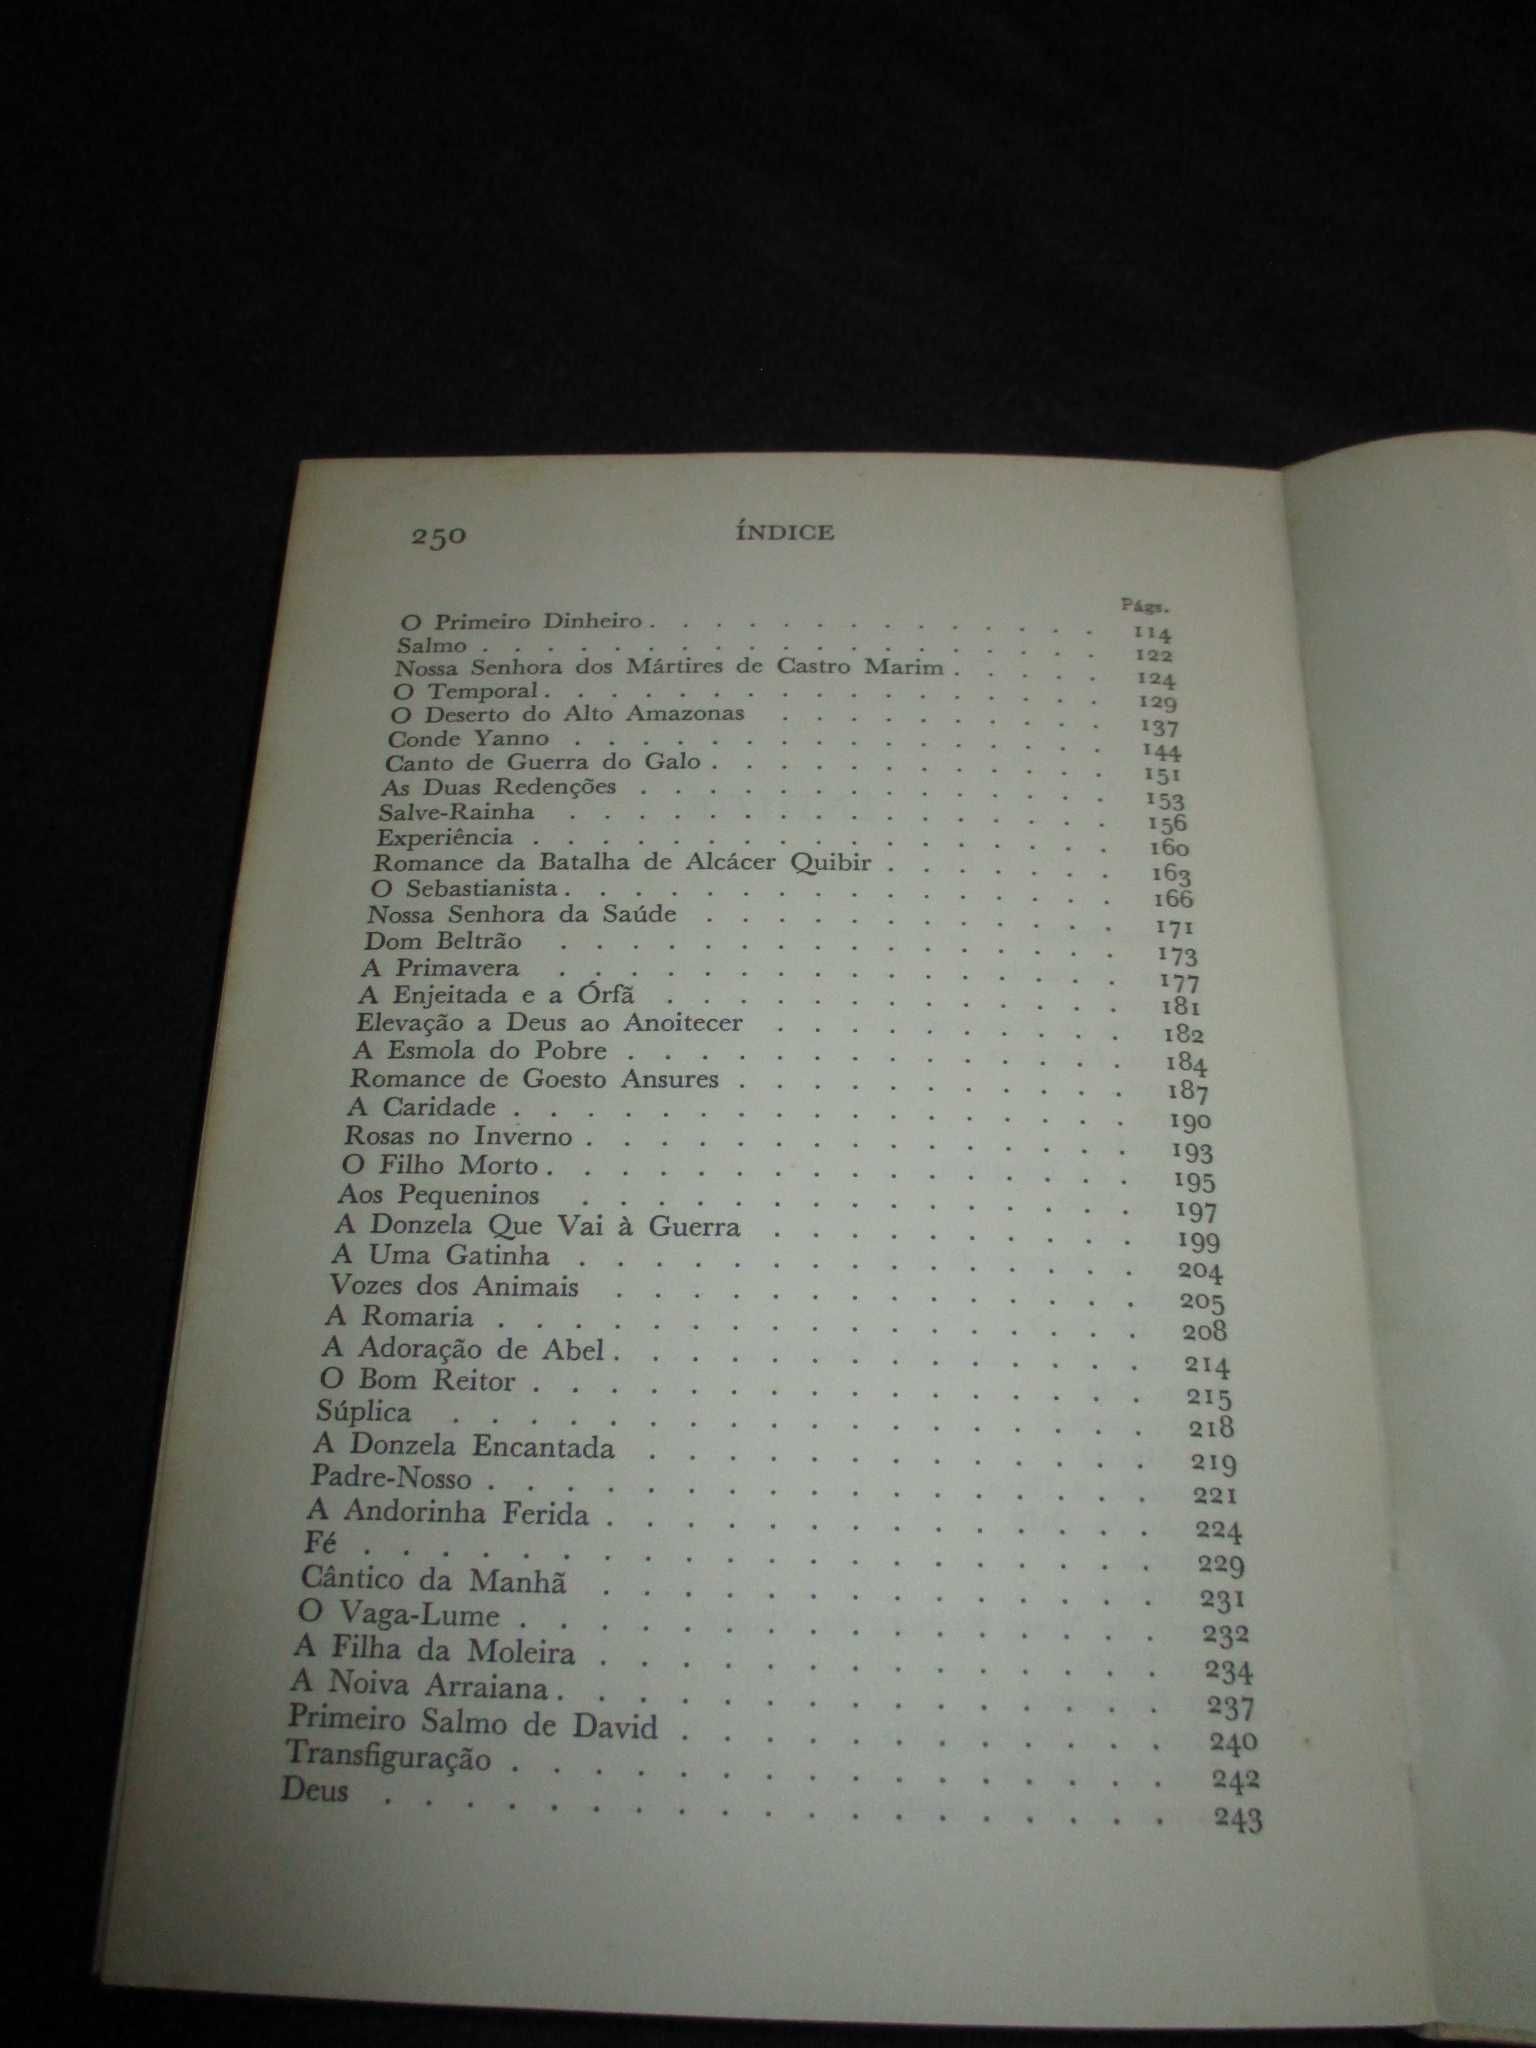 250 ÍNDICE
Págs.
O Primeiro Dinheiro . . . . . . . . . . . . . . 114
Salmo . . . . . . . . . . . . . . . . . . 122
Nossa Senhora dos Mártires de Castro Marim . . . . . 124
O Temporal . . . . . . . . . . . . . . . . 129
O Deserto do Alto Amazonas . . . . . . . . . . 137
Conde Yanno . . . . . . . . . . . . . . . . 144
Canto de Guerra do Galo . . . . . . . . . . . . 151
As Duas Redenções . . . . . . . . . . . . . . 153
Salve-Rainha . . . . . . . . . . . . . . . . 156
Experiência . . . . . . . . . . . . . . . . . 160
Romance da Batalha de Alcácer Quibir . . . . . . . 163
O Sebastianista . . . . . . . . . . . . . . . . 166
Nossa Senhora da Saúde . . . . . . . . . . . . 171
Dom Beltrão . . . . . . . . . . . . . . . . 173
A Primavera . . . . . . . . . . . . . . . . 177
A Enjeitada e a Órfã . . . . . . . . . . . . . 181
Elevação a Deus ao Anoitecer . . . . . . . . . . 182
A Esmola do Pobre . . . . . . . . . . . . . . 184
Romance de Goesto Ansures . . . . . . . . . . . 187
A Caridade . . . . . . . . . . . . . . . . . 190
Rosas no Inverno . . . . . . . . . . . . . . . 193
O Filho Morto . . . . . . . . . . . . . . . . 195
Aos Pequeninos . . . . . . . . . . . . . . . 197
A Donzela Que Vai à Guerra . . . . . . . . . . 199
A Uma Gatinha . . . . . . . . . . . . . . . 204
Vozes dos Animais . . . . . . . . . . . . . . 205
A Romaria . . . . . . . . . . . . . . . . . 208
A Adoração de Abel . . . . . . . . . . . . . . 214
O Bom Reitor . . . . . . . . . . . . . . . . 215
Súplica . . . . . . . . . . . . . . . . . . 218
A Donzela Encantada . . . . . . . . . . . . . 219
Padre-Nosso . . . . . . . . . . . . . . . . . 221
A Andorinha Ferida . . . . . . . . . . . . . . 224
Fé . . . . . . . . . . . . . . . . . . . . 229
Cântico da Manhã . . . . . . . . . . . . . . 231
O Vaga-Lume . . . . . . . . . . . . . . . . 232
A Filha da Moleira . . . . . . . . . . . . . . 234
A Noiva Arraiana . . . . . . . . . . . . . . . 237
Primeiro Salmo de David . . . . . . . . . . . . 240
Transfiguração . . . . . . . . . . . . . . . . 242
Deus . . . . . . . . . . . . . . . . . . . 243